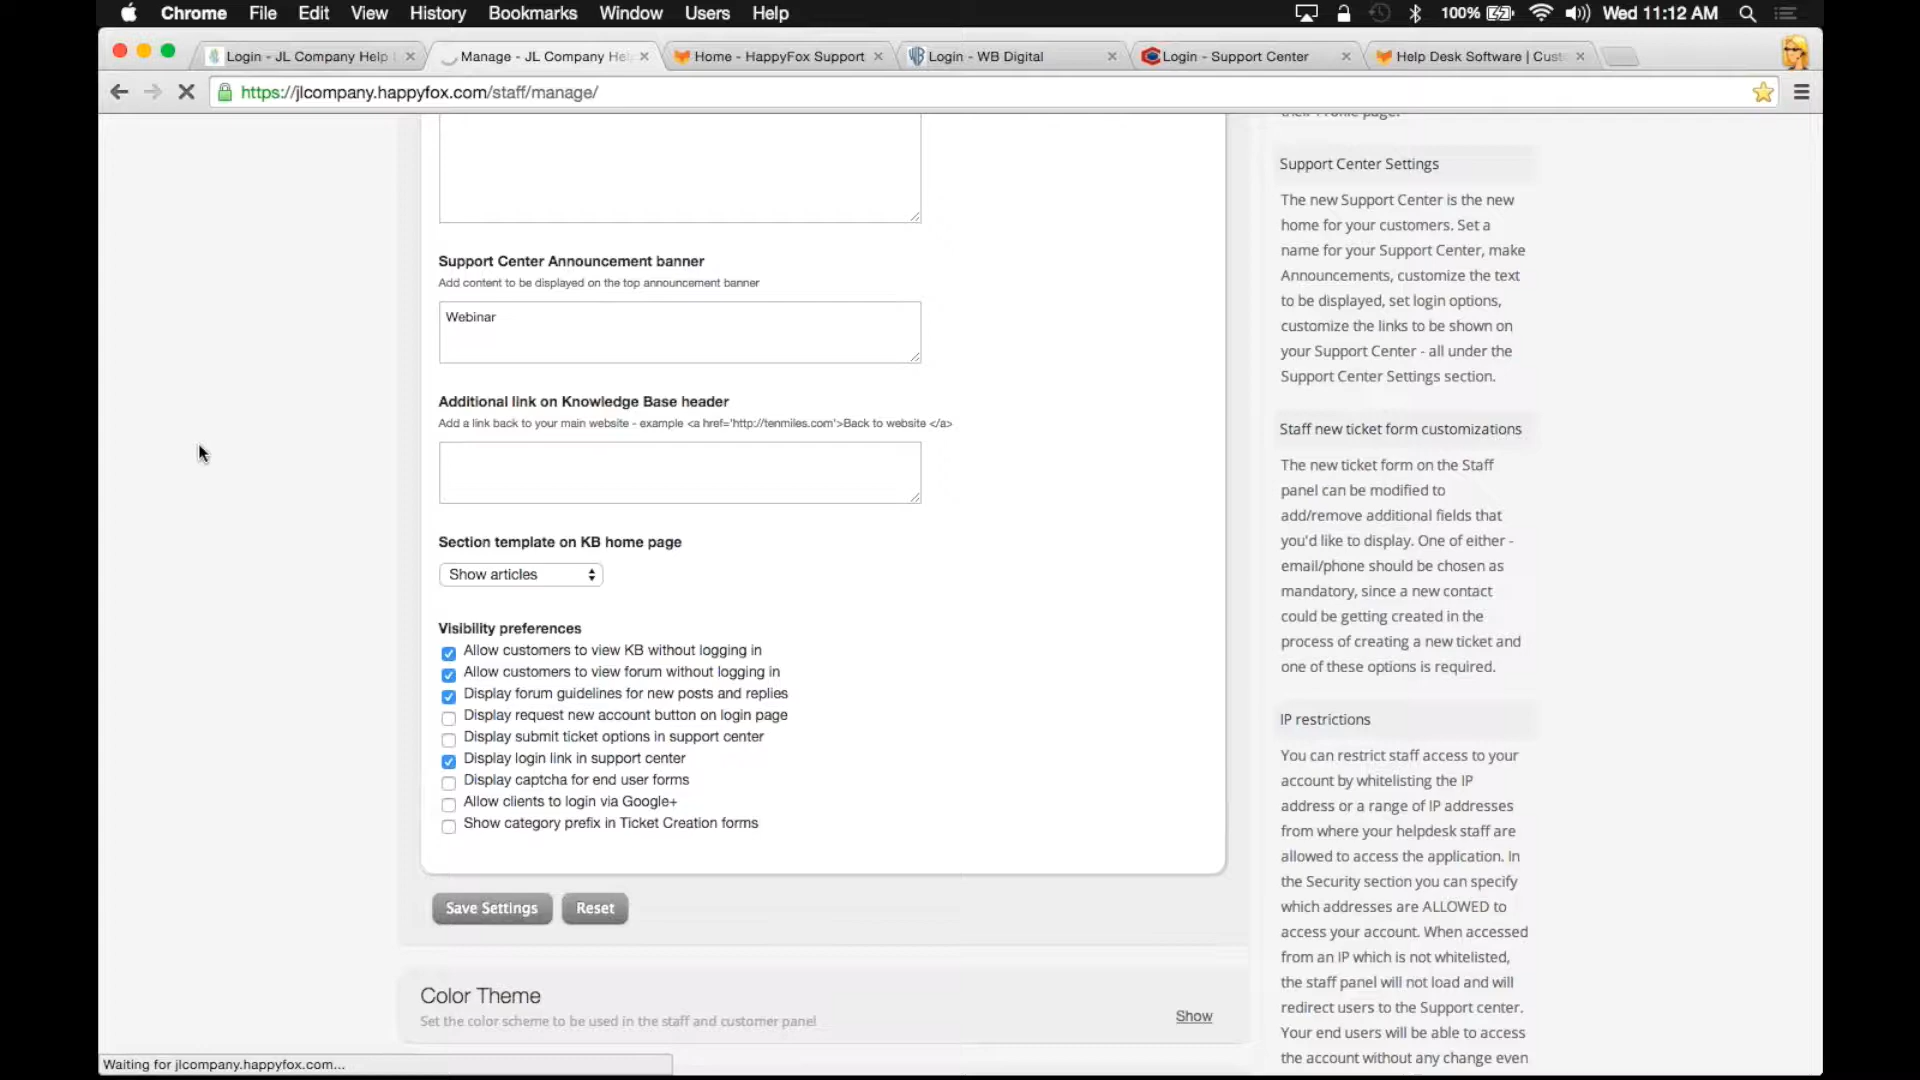 Chrome File Edit View History Bookmarks Window Users Help 100% Wed 11:12 AM
Login - JL Company Help Manage - JL Company Help Home - HappyFox Support Login - WB Digital Login - Support Center Help Desk Software | Cust
https://jlcompany.happyfox.com/staff/manage/
their Profile page.
Support Center Announcement banner
Add content to be displayed on the top announcement banner
Webinar
Additional link on Knowledge Base header
Add a link back to your main website - example <a href='http://tenmiles.com'>Back to website </a>
Section template on KB home page
Show articles
Visibility preferences
Allow customers to view KB without logging in
Allow customers to view forum without logging in
Display forum guidelines for new posts and replies
Display request new account button on login page
Display submit ticket options in support center
Display login link in support center
Display captcha for end user forms
Allow clients to login via Google+
Show category prefix in Ticket Creation forms
Save Settings Reset
Color Theme
Set the color scheme to be used in the staff and customer panel
Show
Support Center Settings
The new Support Center is the new
home for your customers. Set a
name for your Support Center, make
Announcements, customize the text
to be displayed, set login options,
customize the links to be shown on
your Support Center - all under the
Support Center Settings section.
Staff new ticket form customizations
The new ticket form on the Staff
panel can be modified to
add/remove additional fields that
you'd like to display. One of either -
email/phone should be chosen as
mandatory, since a new contact
could be getting created in the
process of creating a new ticket and
one of these options is required.
IP restrictions
You can restrict staff access to your
account by whitelisting the IP
address or a range of IP addresses
from where your helpdesk staff are
allowed to access the application. In
the Security section you can specify
which addresses are ALLOWED to
access your account. When accessed
from an IP which is not whitelisted,
the staff panel will not load and will
redirect users to the Support center.
Your end users will be able to access
the account without any change even
Waiting for jlcompany.happyfox.com...